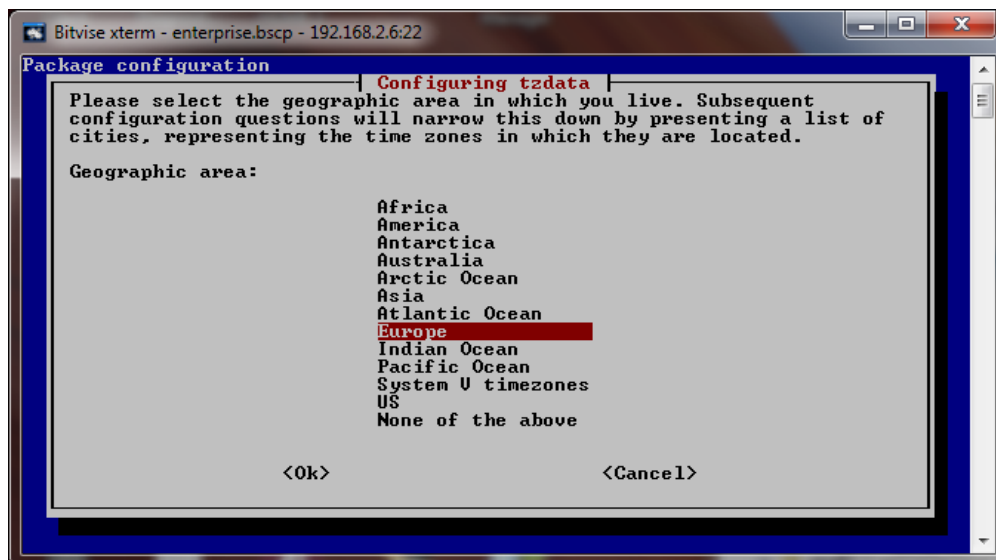 Bitvise xterm - enterprise.bscp - 192.168.2.6:22
Package configuration
Configuring tzdata
Please select the geographic area in which you live. Subsequent
configuration questions will narrow this down by presenting a list of
cities, representing the time zones in which they are located.
Geographic area:
Africa
America
Antarctica
Australia
Arctic Ocean
Asia
Atlantic Ocean
Europe
Indian Ocean
Pacific Ocean
System V timezones
US
None of the above
<Ok> <Cancel>